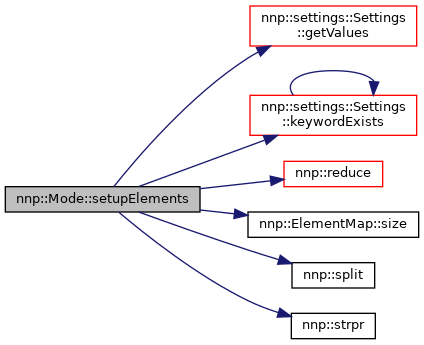 nnp::settings::Settings
::getValues
nnp::settings::Settings
::keywordExists
nnp::reduce
nnp::Mode::setupElements
nnp::ElementMap::size
nnp::split
nnp::strpr